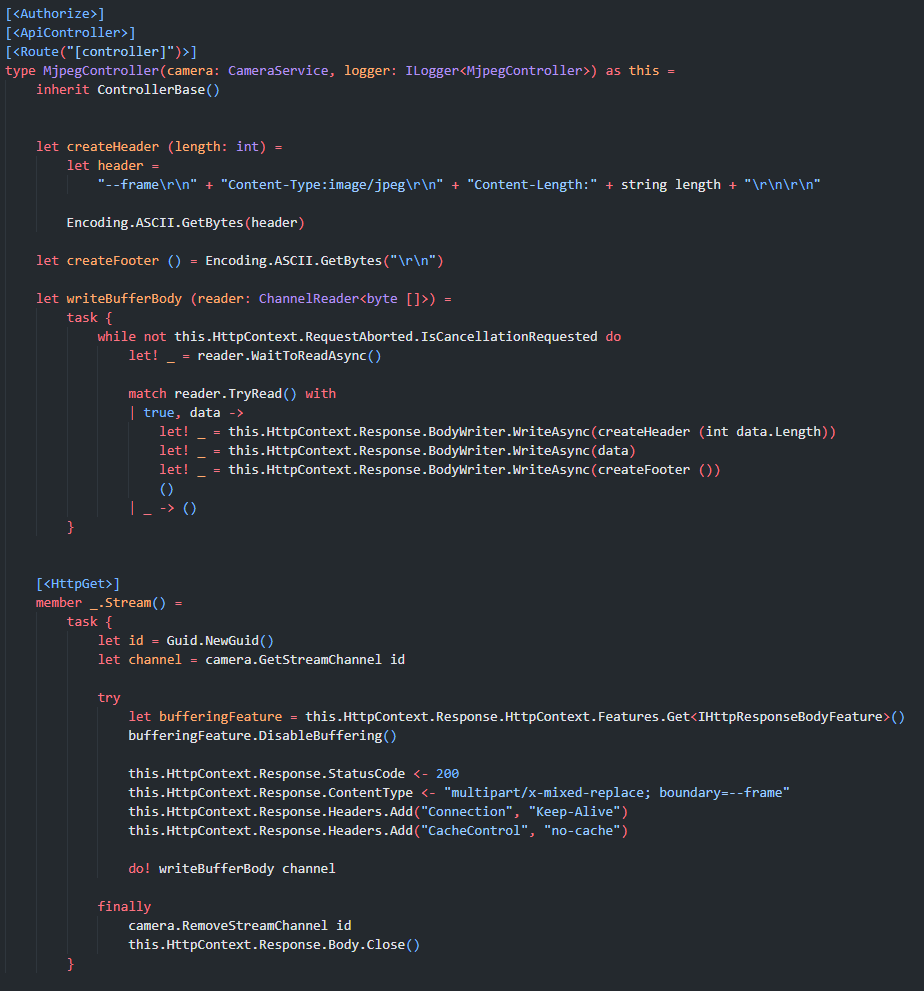 [<Authorize>]
[<ApiController>]
[<Route("[controller]")>]
type MjpegController(camera: CameraService, logger: ILogger<MjpegController>) as this =
    inherit ControllerBase()

    let createHeader (length: int) =
        let header =
            "--frame\r\n" + "Content-Type:image/jpeg\r\n" + "Content-Length:" + string length + "\r\n\r\n"

        Encoding.ASCII.GetBytes(header)

    let createFooter () = Encoding.ASCII.GetBytes("\r\n")

    let writeBufferBody (reader: ChannelReader<byte []>) =
        task {
            while not this.HttpContext.RequestAborted.IsCancellationRequested do
                let! _ = reader.WaitToReadAsync()

                match reader.TryRead() with
                | true, data ->
                    let! _ = this.HttpContext.Response.BodyWriter.WriteAsync(createHeader (int data.Length))
                    let! _ = this.HttpContext.Response.BodyWriter.WriteAsync(data)
                    let! _ = this.HttpContext.Response.BodyWriter.WriteAsync(createFooter ())
                    ()
                | _ -> ()
        }

    [<HttpGet>]
    member _.Stream() =
        task {
            let id = Guid.NewGuid()
            let channel = camera.GetStreamChannel id

            try
                let bufferingFeature = this.HttpContext.Response.HttpContext.Features.Get<IHttpResponseBodyFeature>()
                bufferingFeature.DisableBuffering()

                this.HttpContext.Response.StatusCode <- 200
                this.HttpContext.Response.ContentType <- "multipart/x-mixed-replace; boundary=--frame"
                this.HttpContext.Response.Headers.Add("Connection", "Keep-Alive")
                this.HttpContext.Response.Headers.Add("CacheControl", "no-cache")

                do! writeBufferBody channel

            finally
                camera.RemoveStreamChannel id
                this.HttpContext.Response.Body.Close()
        }